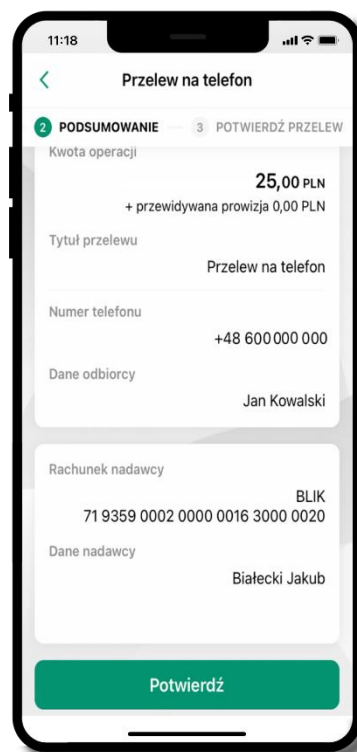 11:18
Przelew na telefon
2 PODSUMOWANIE 3 POTWIERDŹ PRZELEW
Kwota operacji
25,00 PLN
+ przewidywana prowizja 0,00 PLN
Tytuł przelewu
Przelew na telefon
Numer telefonu
+48 600 000 000
Dane odbiorcy
Jan Kowalski
Rachunek nadawcy
BLIK
71 9359 0002 0000 0016 3000 0020
Dane nadawcy
Białecki Jakub
Potwierdź